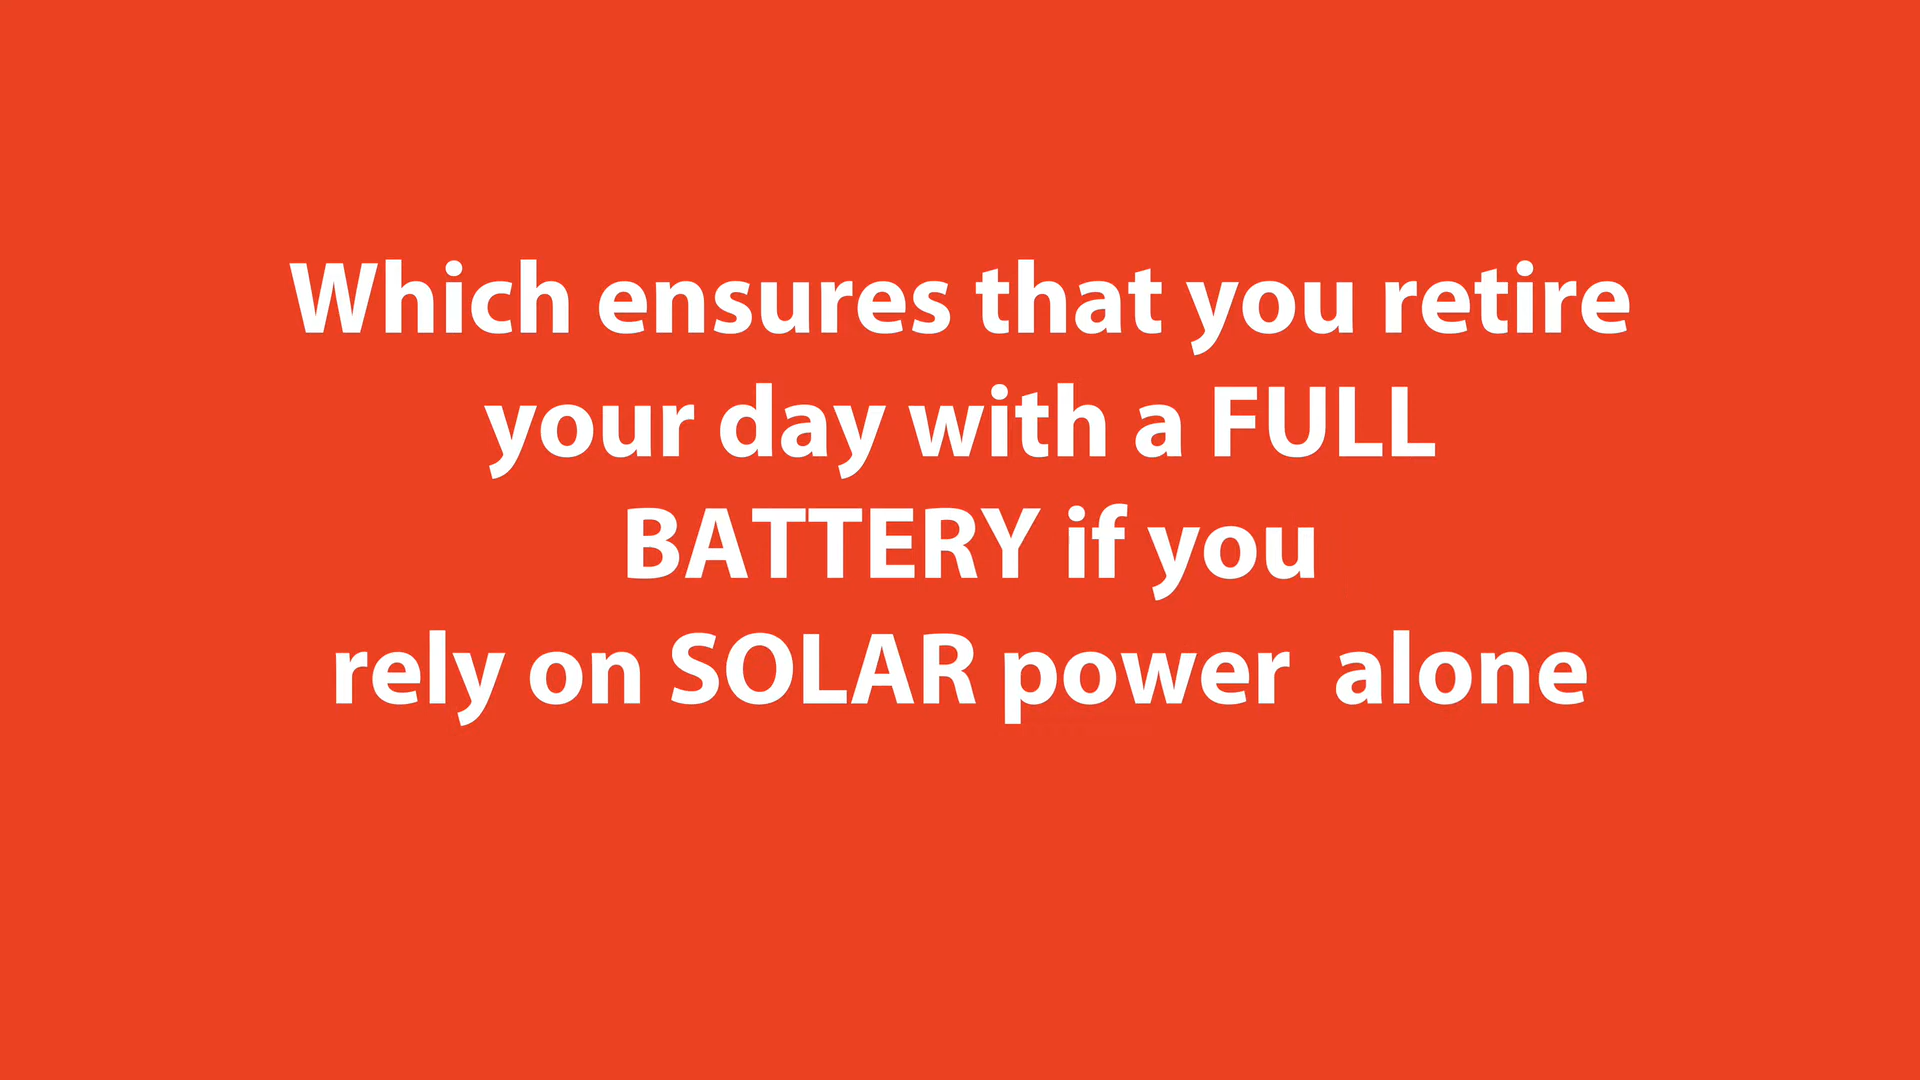 Which ensures that you retire
your day with a FULL
BATTERY if you
rely on SOLAR power  alone